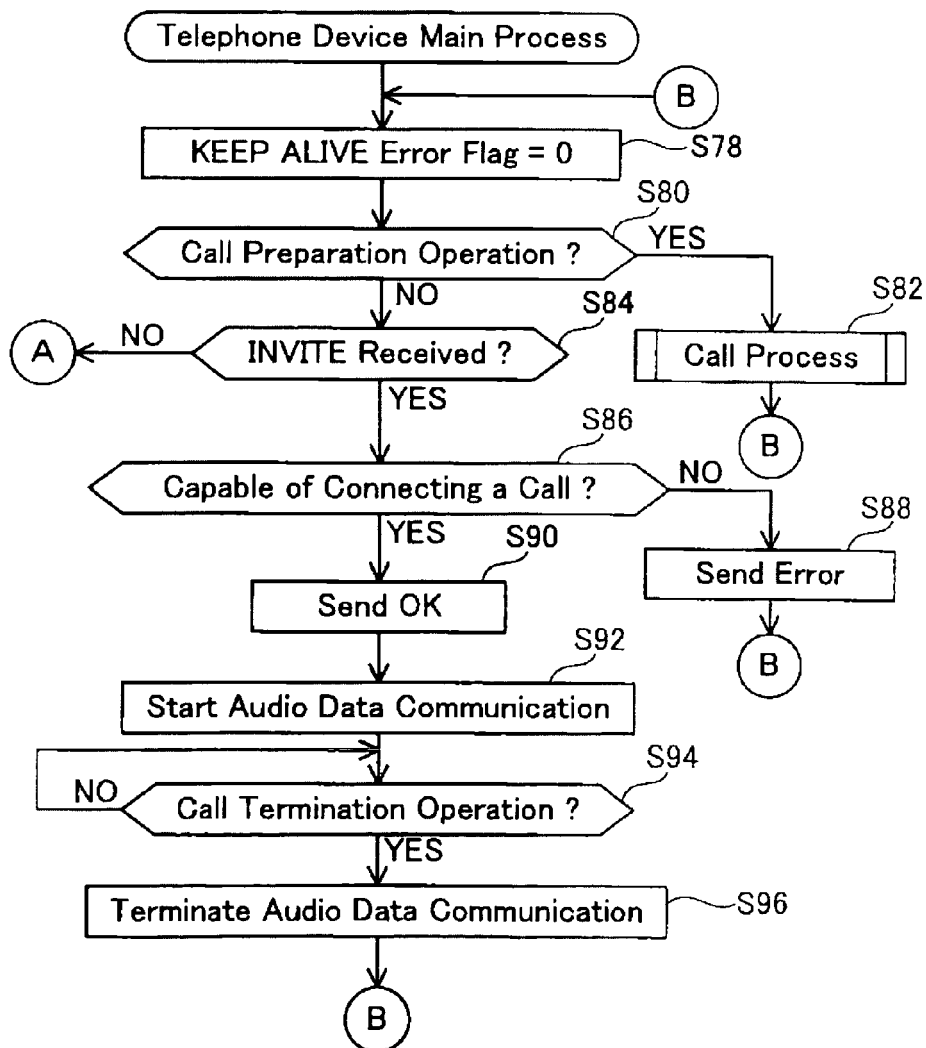 Telephone Device Main Process
B
KEEP ALIVE Error Flag = 0
S78
S80
Call Preparation Operation ?
YES
NO
S84
S82
A
NO
INVITE Received ?
Call Process
YES
B
S86
Capable of Connecting a Call ?
NO
YES
S90
S88
Send OK
Send Error
S92
B
Start Audio Data Communication
S94
NO
Call Termination Operation ?
YES
Terminate Audio Data Communication
S96
B